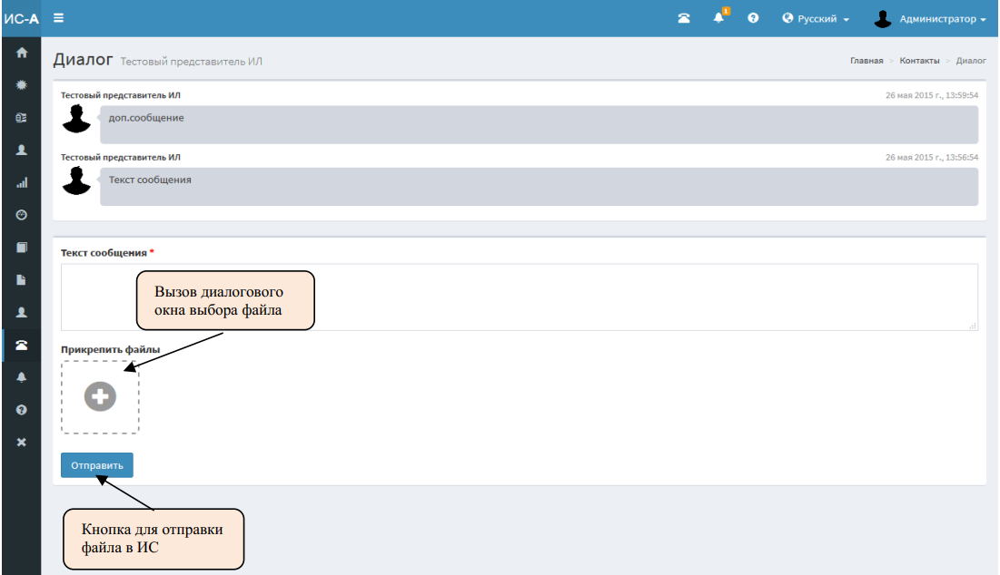 ИС-А
1
Русский
Администратор
Диалог Тестовый представитель ИЛ
Главная > Контакты > Диалог
Тестовый представитель ИЛ
26 мая 2015 г., 13:59:54
доп.сообщение
Тестовый представитель ИЛ
26 мая 2015 г., 13:56:54
Текст сообщения
Текст сообщения *
Вызов диалогового
окна выбора файла
Прикрепить файлы
Отправить
Кнопка для отправки
файла в ИС